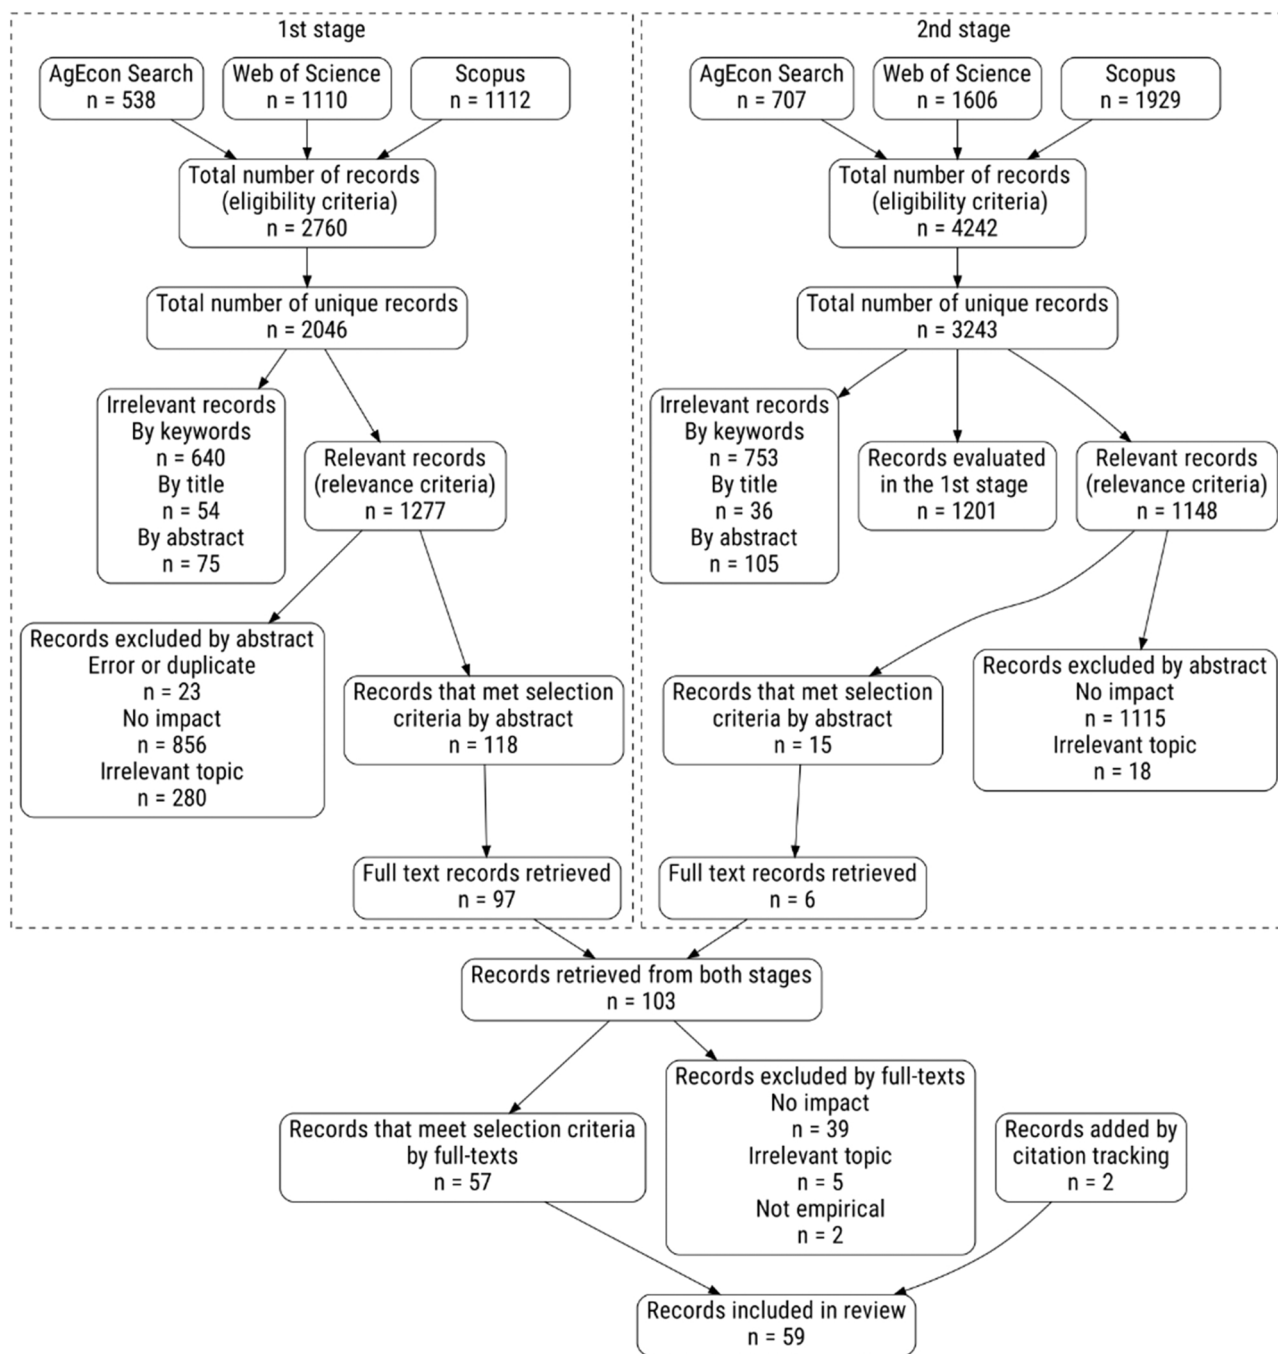 1st stage
AgEcon Search
n = 538
Web of Science
n = 1110
Scopus
n = 1112
Total number of records
(eligibility criteria)
n = 2760
Total number of unique records
n = 2046
Irrelevant records
By keywords
n = 640
By title
n = 54
By abstract
n = 75
Relevant records
(relevance criteria)
n = 1277
Records excluded by abstract
Error or duplicate
n = 23
No impact
n = 856
Irrelevant topic
n = 280
Records that met selection
criteria by abstract
n = 118
Full text records retrieved
n = 97
2nd stage
AgEcon Search
n = 707
Web of Science
n = 1606
Scopus
n = 1929
Total number of records
(eligibility criteria)
n = 4242
Total number of unique records
n = 3243
Irrelevant records
By keywords
n = 753
By title
n = 36
By abstract
n = 105
Records evaluated
in the 1st stage
n = 1201
Relevant records
(relevance criteria)
n = 1148
Records that met selection
criteria by abstract
n = 15
Records excluded by abstract
No impact
n = 1115
Irrelevant topic
n = 18
Full text records retrieved
n = 6
Records retrieved from both stages
n = 103
Records that meet selection criteria
by full-texts
n = 57
Records excluded by full-texts
No impact
n = 39
Irrelevant topic
n = 5
Not empirical
n = 2
Records added by
citation tracking
n = 2
Records included in review
n = 59